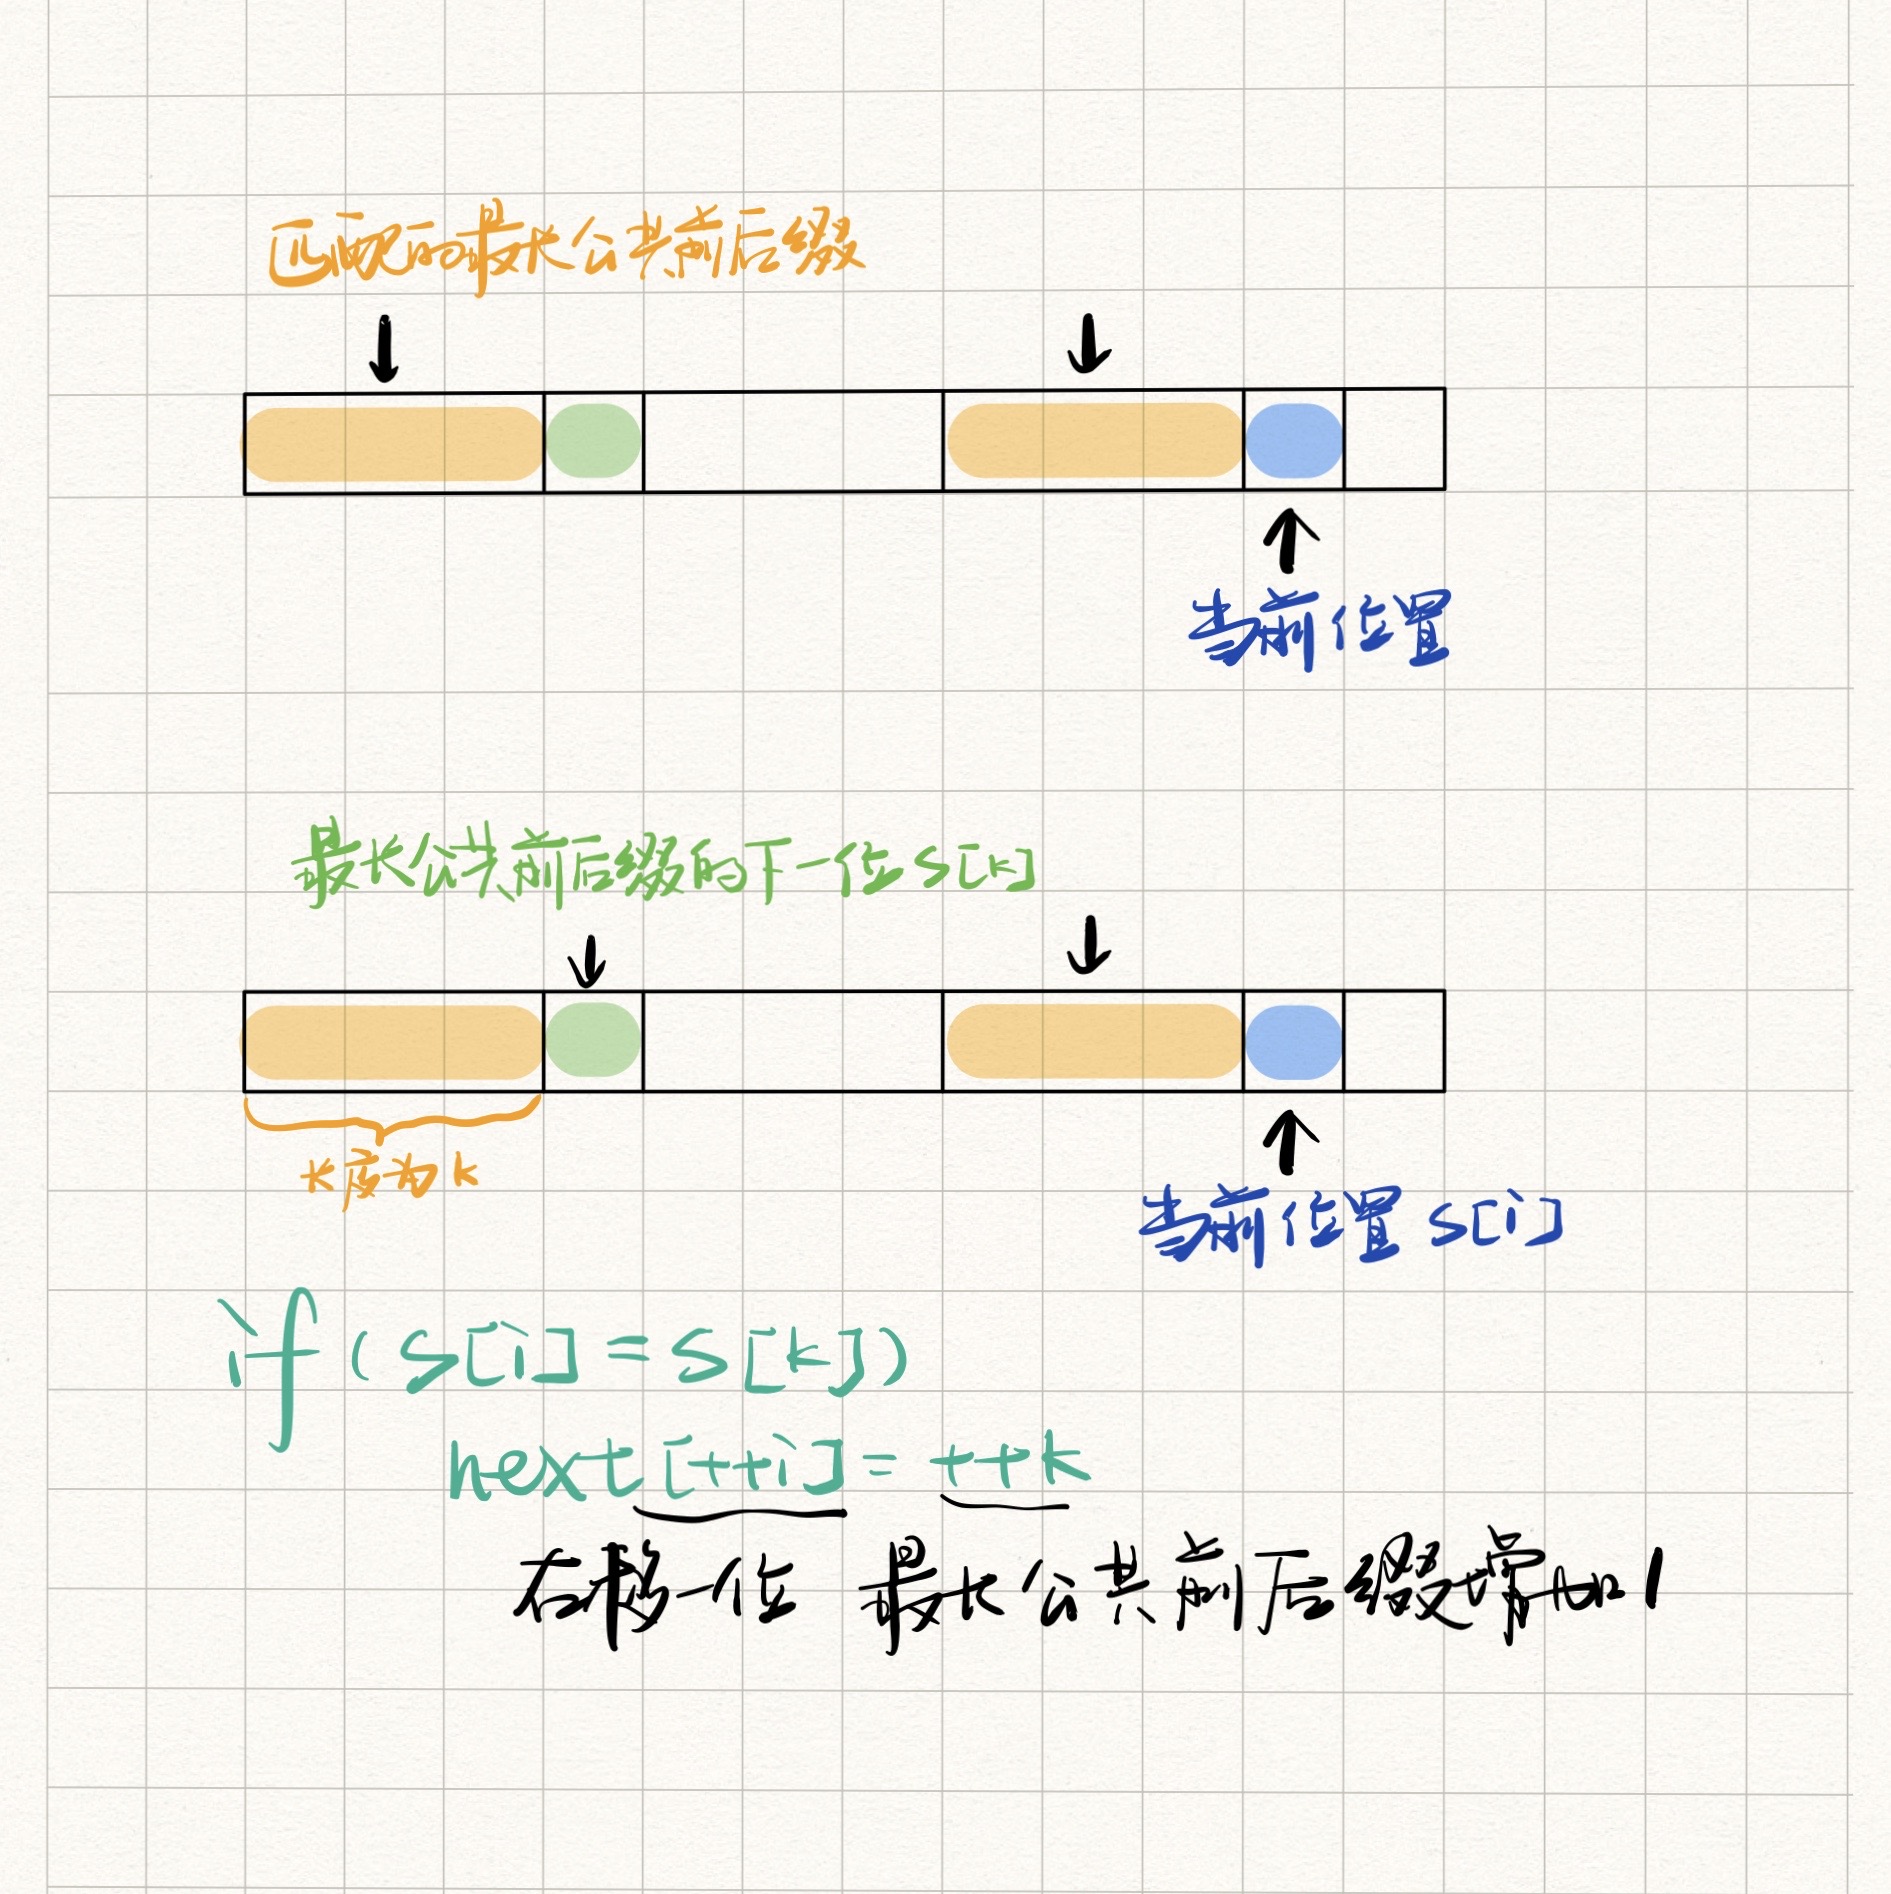 匹配的最长公共前后缀
当前位置
最长公共前后缀的下一位 S[k]
长度为k
当前位置 S[i]
if (S[i] = S[k])
next[++i] = ++k
右移一位 最长公共前后缀增加1